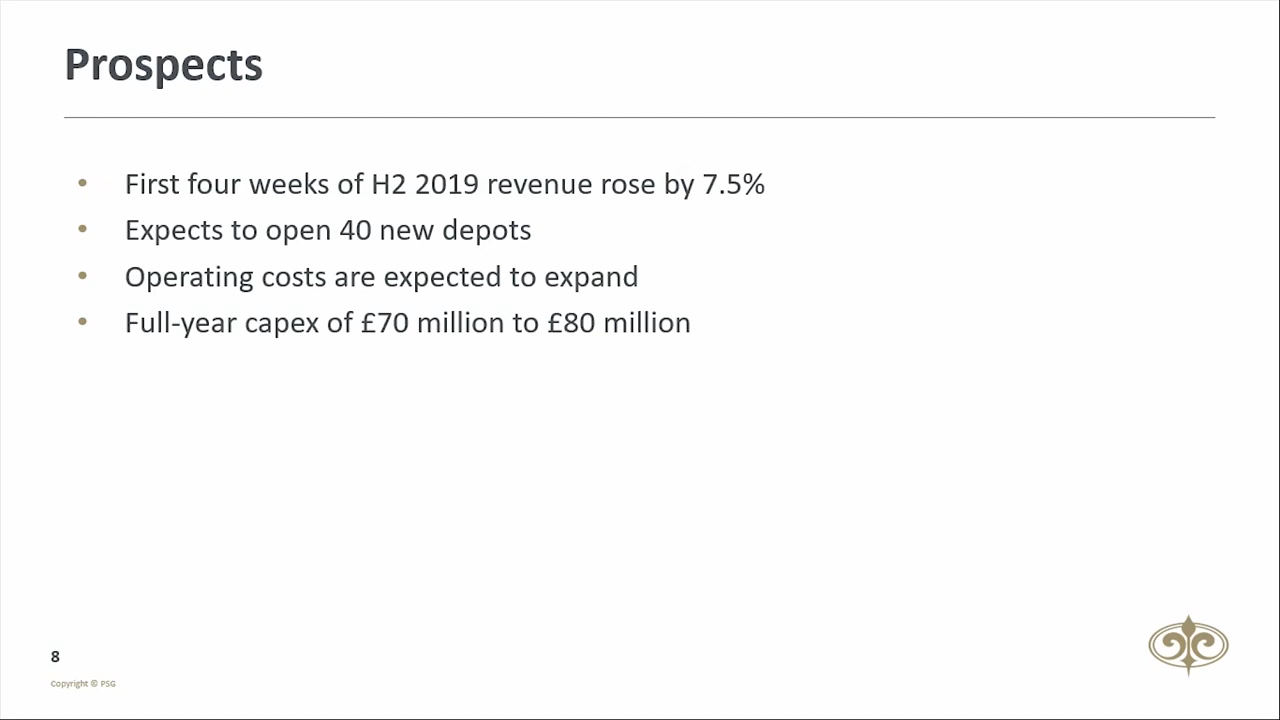 Prospects
• First four weeks of H2 2019 revenue rose by 7.5%
• Expects to open 40 new depots
• Operating costs are expected to expand
• Full-year capex of £70 million to £80 million
8
Copyright © PSG